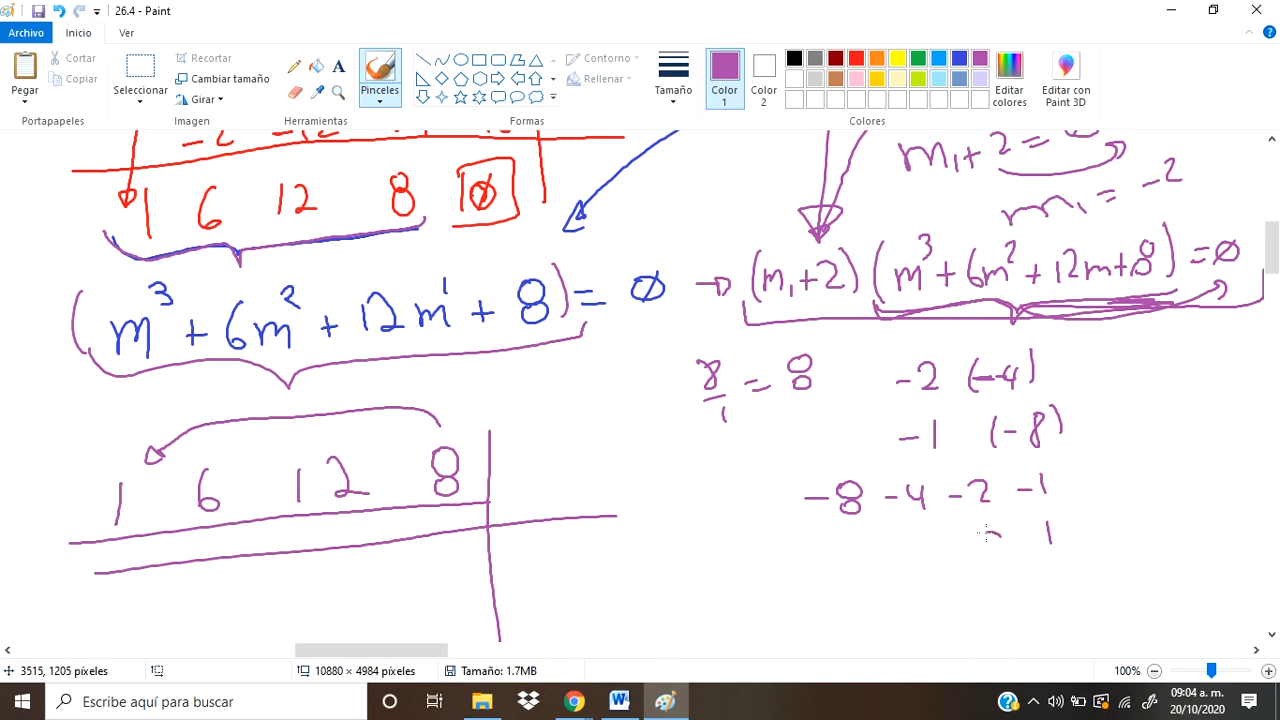 26.4 - Paint
Archivo Inicio Ver
Pegar
Cortar
Copiar
Portapapeles
Seleccionar
Recortar
Cambiar tamaño
Girar
Imagen
A
Herramientas
Pinceles
Contorno
Rellenar
Formas
Tamaño
Color 1
Color 2
Editar colores
Editar con Paint 3D
Colores
-2 -12
1 6 12 8 0
(m³ + 6m² + 12m¹ + 8) = 0
1 6 12 8
m₁ + 2 =
m₁ = -2
→ (m₁+2) (m³ + 6m² + 12m + 8) = 0
8/1 = 8
-2 (-4)
-1 (-8)
-8 -4 -2 -1
1
3515, 1205 píxeles
10880 × 4984 píxeles
Tamaño: 1.7MB
100%
Escribe aquí para buscar
09:04 a. m.
20/10/2020